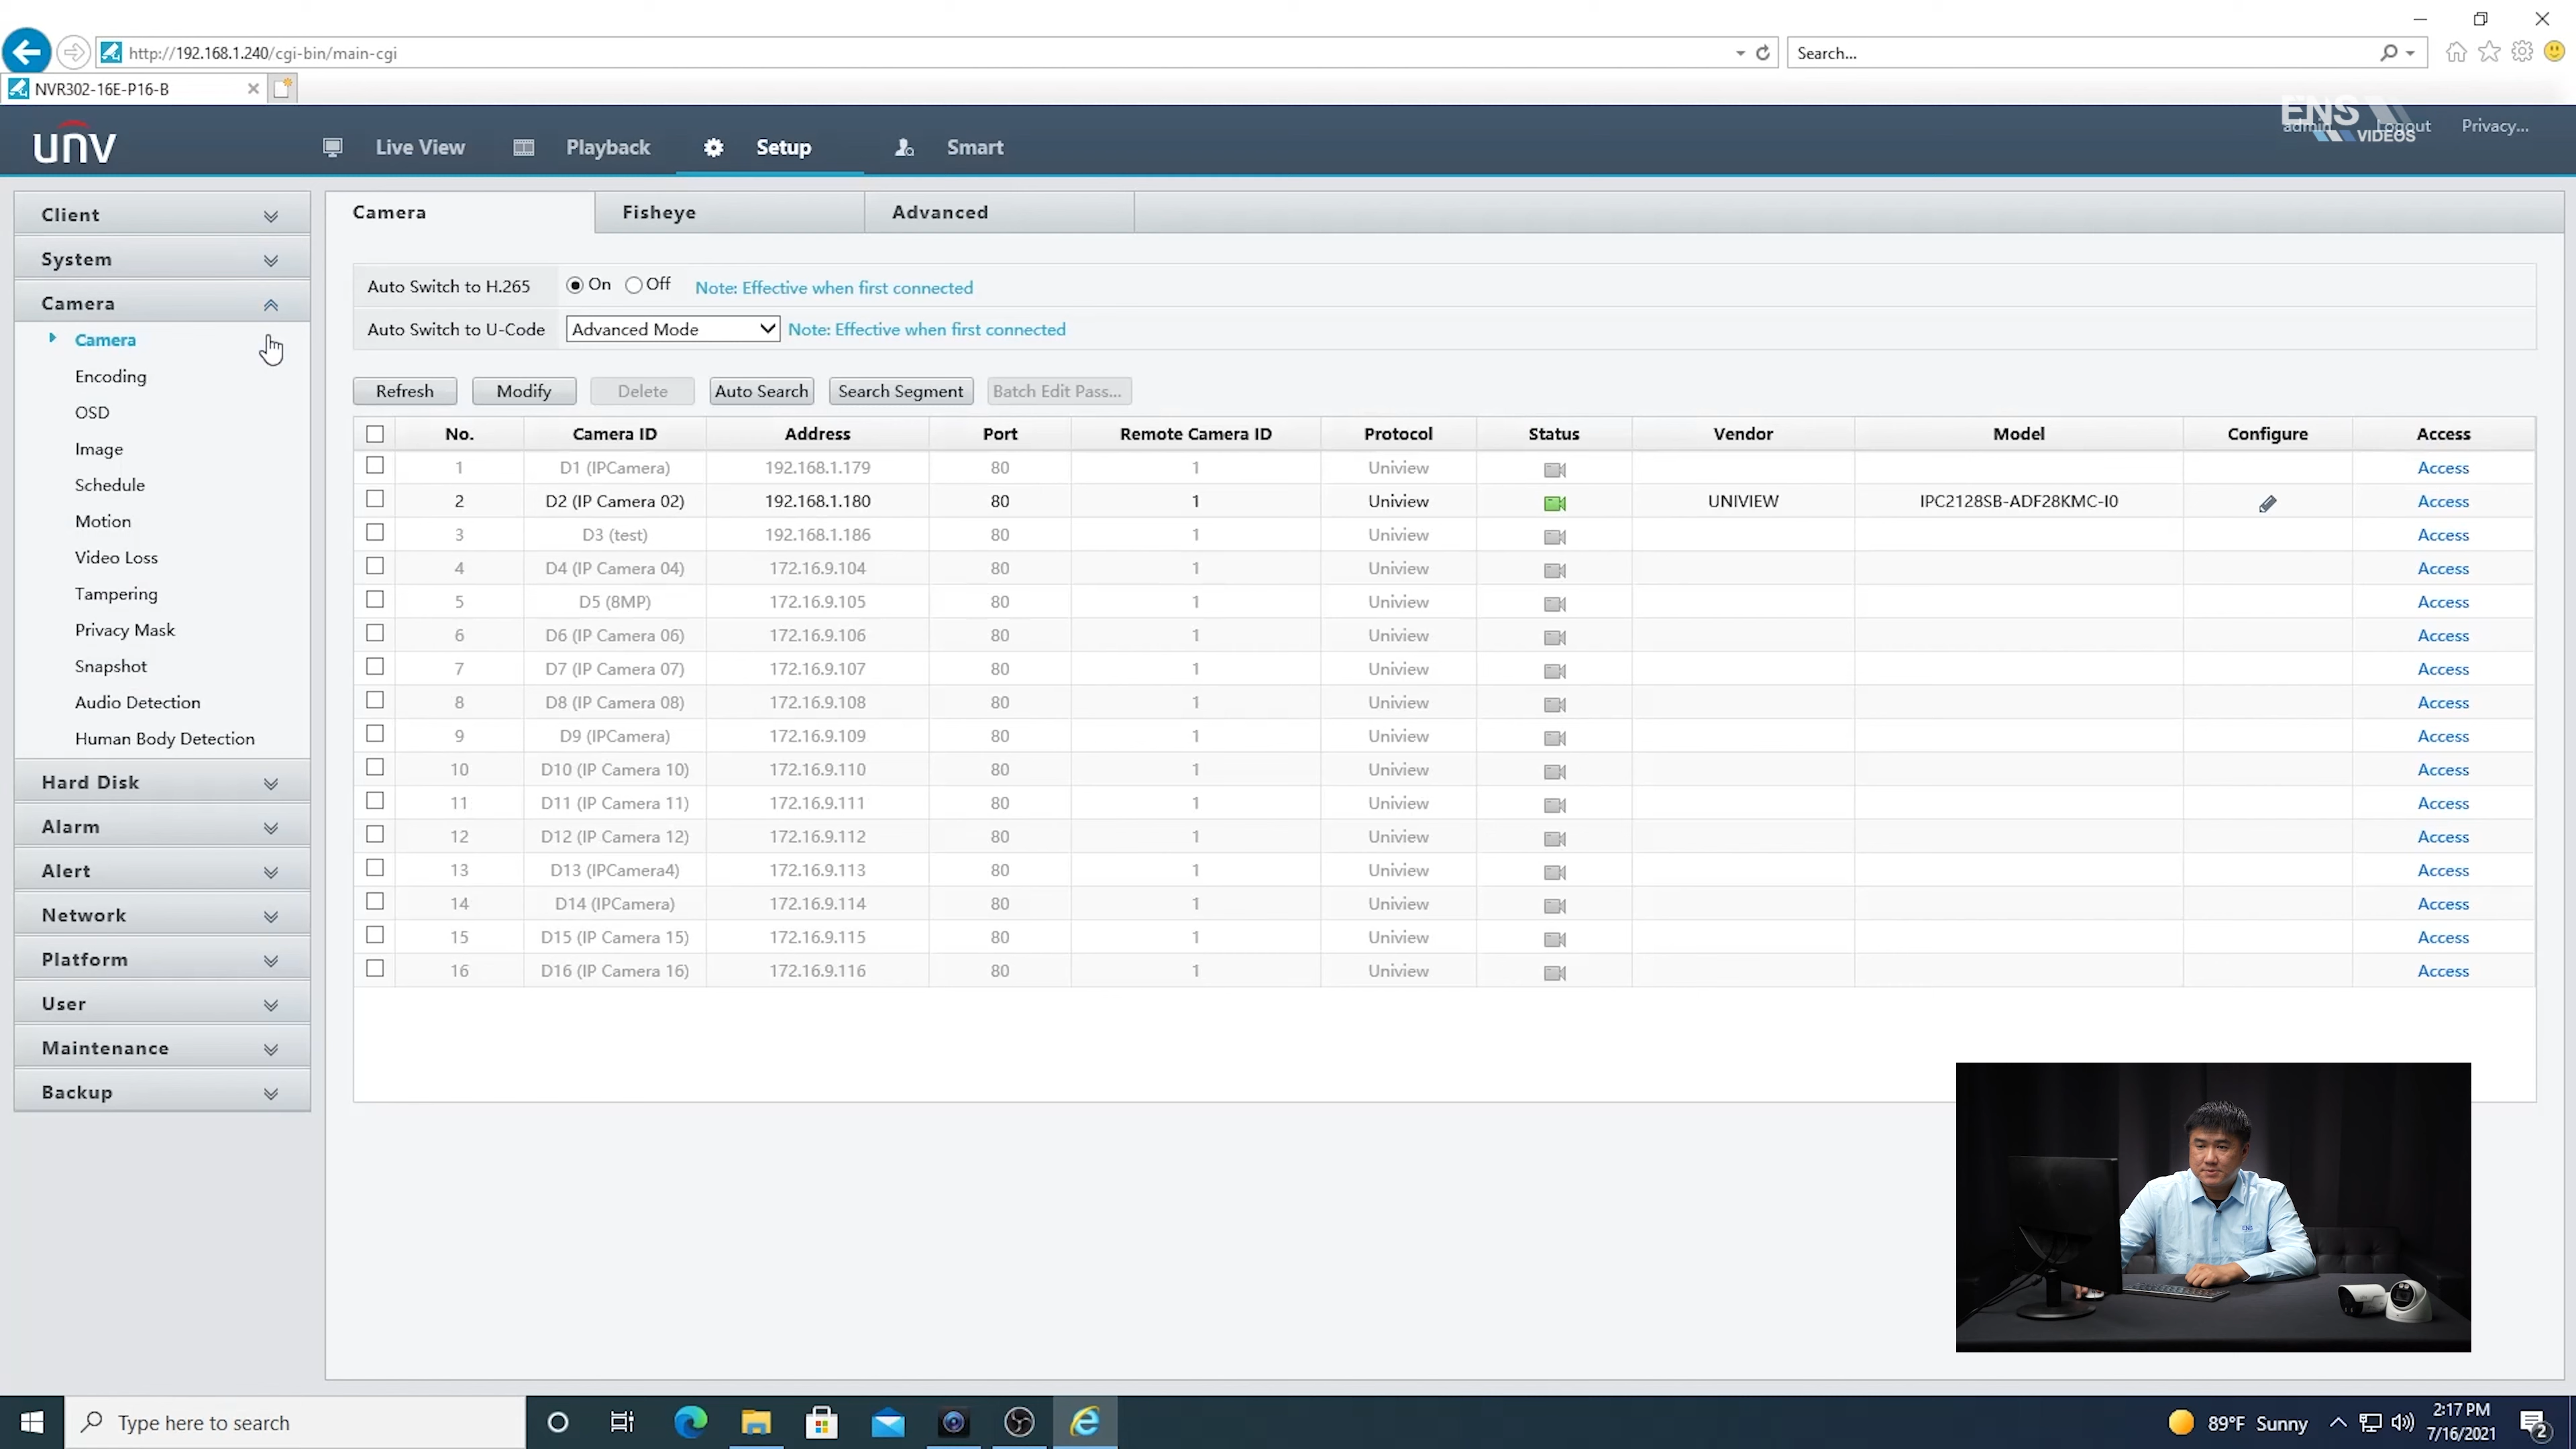 http://192.168.1.240/cgi-bin/main-cgi
Search...
NVR302-16E-P16-B
unv
Live View
Playback
Setup
Smart
ENS
VIDEOS
admin
Logout
Privacy...
Client
System
Camera
Camera
Encoding
OSD
Image
Schedule
Motion
Video Loss
Tampering
Privacy Mask
Snapshot
Audio Detection
Human Body Detection
Hard Disk
Alarm
Alert
Network
Platform
User
Maintenance
Backup
Camera Fisheye Advanced
Auto Switch to H.265 On Off Note: Effective when first connected
Auto Switch to U-Code Advanced Mode Note: Effective when first connected
Refresh Modify Delete Auto Search Search Segment Batch Edit Pass...
No. Camera ID Address Port Remote Camera ID Protocol Status Vendor Model Configure Access
1 D1 (IPCamera) 192.168.1.179 80 1 Uniview Access
2 D2 (IP Camera 02) 192.168.1.180 80 1 Uniview UNIVIEW IPC2128SB-ADF28KMC-I0 Access
3 D3 (test) 192.168.1.186 80 1 Uniview Access
4 D4 (IP Camera 04) 172.16.9.104 80 1 Uniview Access
5 D5 (8MP) 172.16.9.105 80 1 Uniview Access
6 D6 (IP Camera 06) 172.16.9.106 80 1 Uniview Access
7 D7 (IP Camera 07) 172.16.9.107 80 1 Uniview Access
8 D8 (IP Camera 08) 172.16.9.108 80 1 Uniview Access
9 D9 (IPCamera) 172.16.9.109 80 1 Uniview Access
10 D10 (IP Camera 10) 172.16.9.110 80 1 Uniview Access
11 D11 (IP Camera 11) 172.16.9.111 80 1 Uniview Access
12 D12 (IP Camera 12) 172.16.9.112 80 1 Uniview Access
13 D13 (IPCamera4) 172.16.9.113 80 1 Uniview Access
14 D14 (IPCamera) 172.16.9.114 80 1 Uniview Access
15 D15 (IP Camera 15) 172.16.9.115 80 1 Uniview Access
16 D16 (IP Camera 16) 172.16.9.116 80 1 Uniview Access
ENS
Type here to search
89°F Sunny
2:17 PM
7/16/2021
2